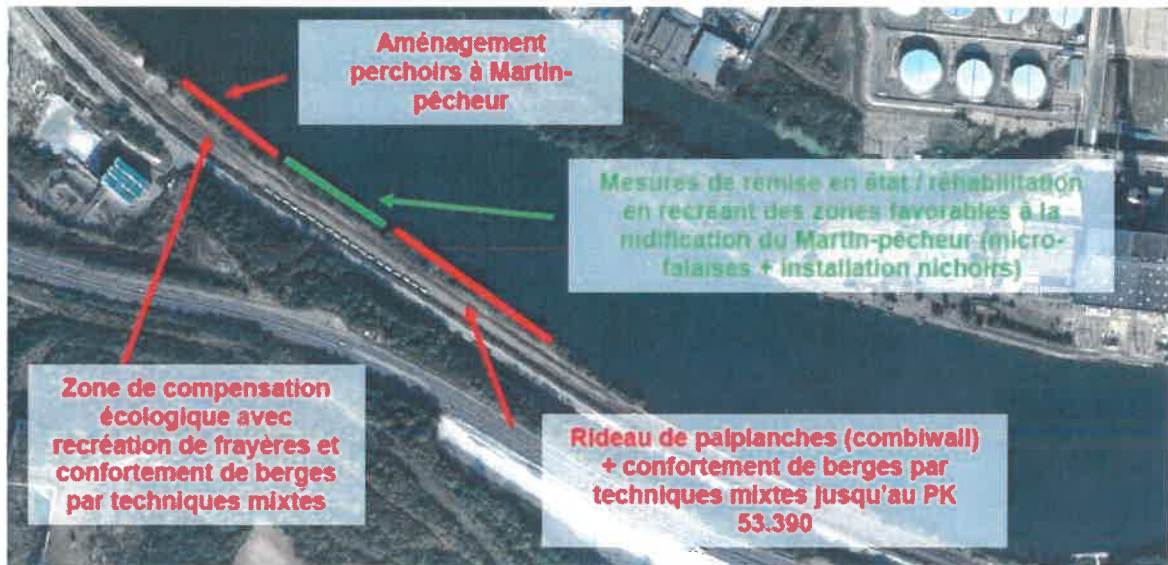 Aménagement
perchoirs à Martin-
pêcheur
Mesures de remise en état / réhabilitation
en recréant des zones favorables à la
nidification du Martin-pêcheur (micro-
falaises + installation nichoirs)
Zone de compensation
écologique avec
recréation de frayères et
confortement de berges
par techniques mixtes
Rideau de palplanches (combiwall)
+ confortement de berges par
techniques mixtes jusqu'au PK
53.390